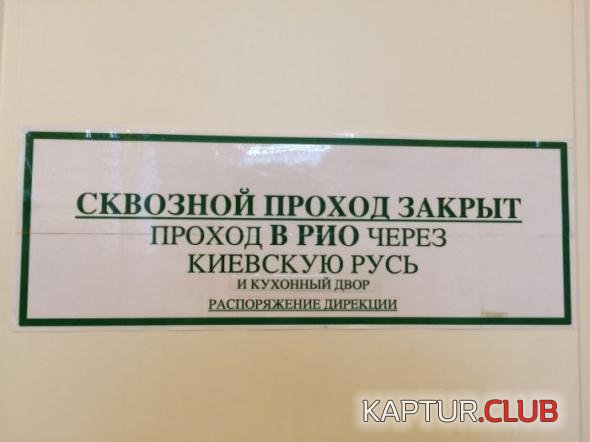 СКВОЗНОЙ ПРОХОД ЗАКРЫТ
ПРОХОД В РИО ЧЕРЕЗ
КИЕВСКУЮ РУСЬ
И КУХОННЫЙ ДВОР
РАСПОРЯЖЕНИЕ ДИРЕКЦИИ
KAPTUR.CLUB